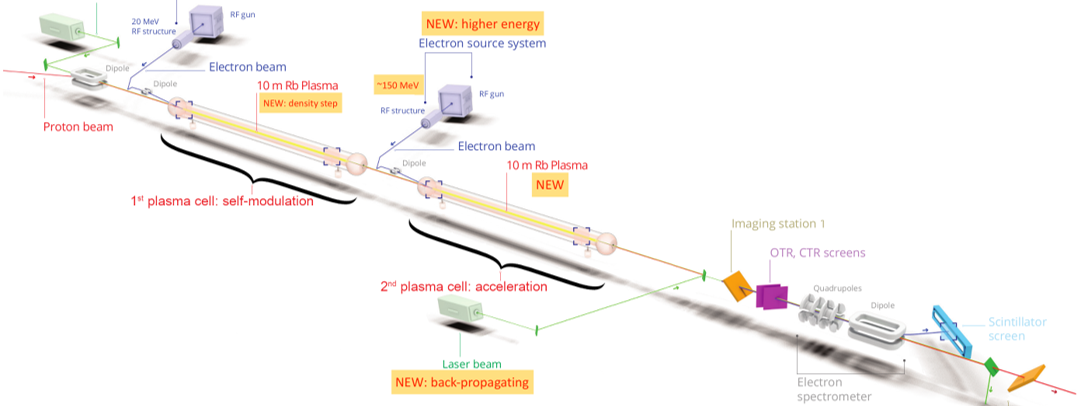 20 MeV
RF structure
RF gun
NEW: higher energy
Electron source system
Dipole
Electron beam
Dipole
10 m Rb Plasma
NEW: density step
~150 MeV
RF structure
RF gun
Proton beam
Electron beam
Dipole
10 m Rb Plasma
NEW
1st plasma cell: self-modulation
Imaging station 1
OTR, CTR screens
2nd plasma cell: acceleration
Quadrupoles
Dipole
Scintillator
screen
Laser beam
NEW: back-propagating
Electron
spectrometer